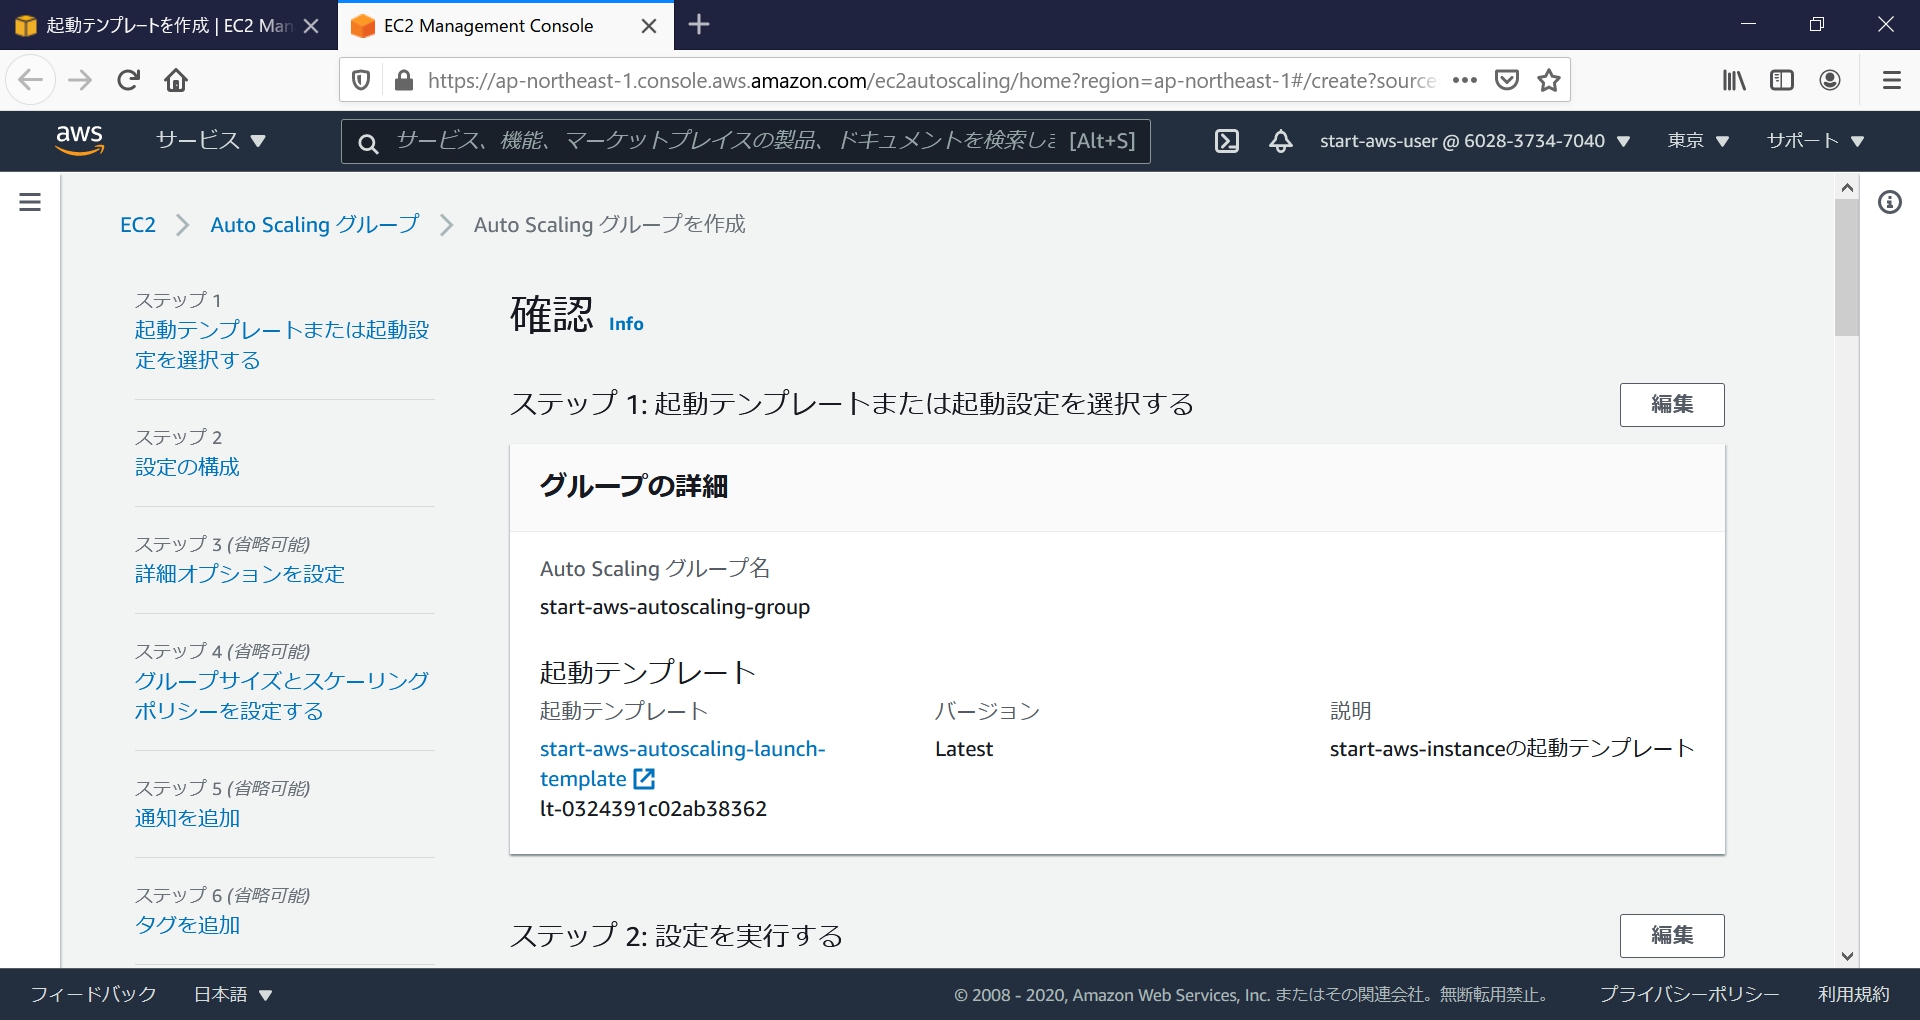 起動テンプレートを作成 | EC2 Man
EC2 Management Console
https://ap-northeast-1.console.aws.amazon.com/ec2autoscaling/home?region=ap-northeast-1#/create?source
aws
サービス
サービス、機能、マーケットプレイスの製品、ドキュメントを検索しま [Alt+S]
start-aws-user @ 6028-3734-7040
東京
サポート
EC2
Auto Scaling グループ
Auto Scaling グループを作成
ステップ 1
起動テンプレートまたは起動設
定を選択する
ステップ 2
設定の構成
ステップ 3 (省略可能)
詳細オプションを設定
ステップ 4 (省略可能)
グループサイズとスケーリング
ポリシーを設定する
ステップ 5 (省略可能)
通知を追加
ステップ 6 (省略可能)
タグを追加
確認 Info
ステップ 1: 起動テンプレートまたは起動設定を選択する
編集
グループの詳細
Auto Scaling グループ名
start-aws-autoscaling-group
起動テンプレート
起動テンプレート
start-aws-autoscaling-launch-
template
lt-0324391c02ab38362
バージョン
Latest
説明
start-aws-instanceの起動テンプレート
ステップ 2: 設定を実行する
編集
フィードバック
日本語
© 2008 - 2020, Amazon Web Services, Inc. またはその関連会社。無断転用禁止。
プライバシーポリシー
利用規約